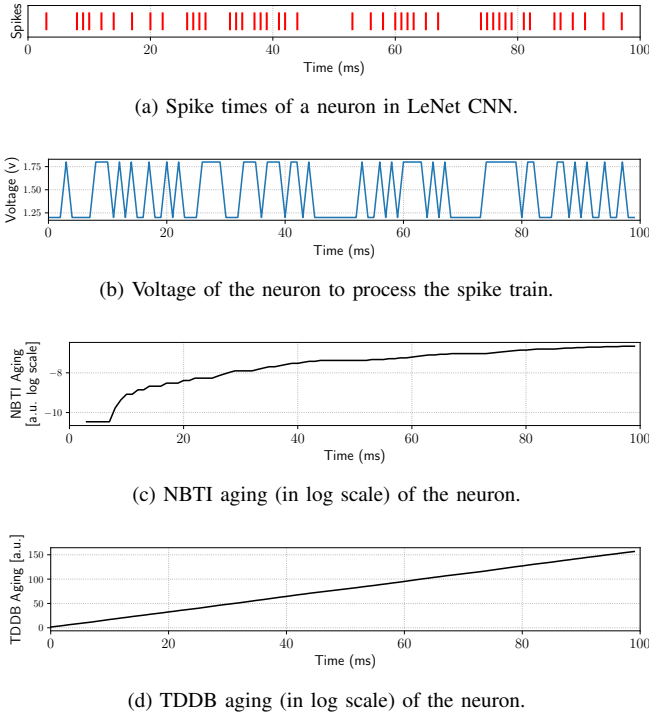 Spikes
0 20 40 60 80 100
Time (ms)
(a) Spike times of a neuron in LeNet CNN.
Voltage (v)
1.75
1.50
1.25
0 20 40 60 80 100
Time (ms)
(b) Voltage of the neuron to process the spike train.
NBTI Aging
[a.u. log scale]
−8
−10
0 20 40 60 80 100
Time (ms)
(c) NBTI aging (in log scale) of the neuron.
TDDB Aging [a.u.]
150
100
50
0
0 20 40 60 80 100
Time (ms)
(d) TDDB aging (in log scale) of the neuron.